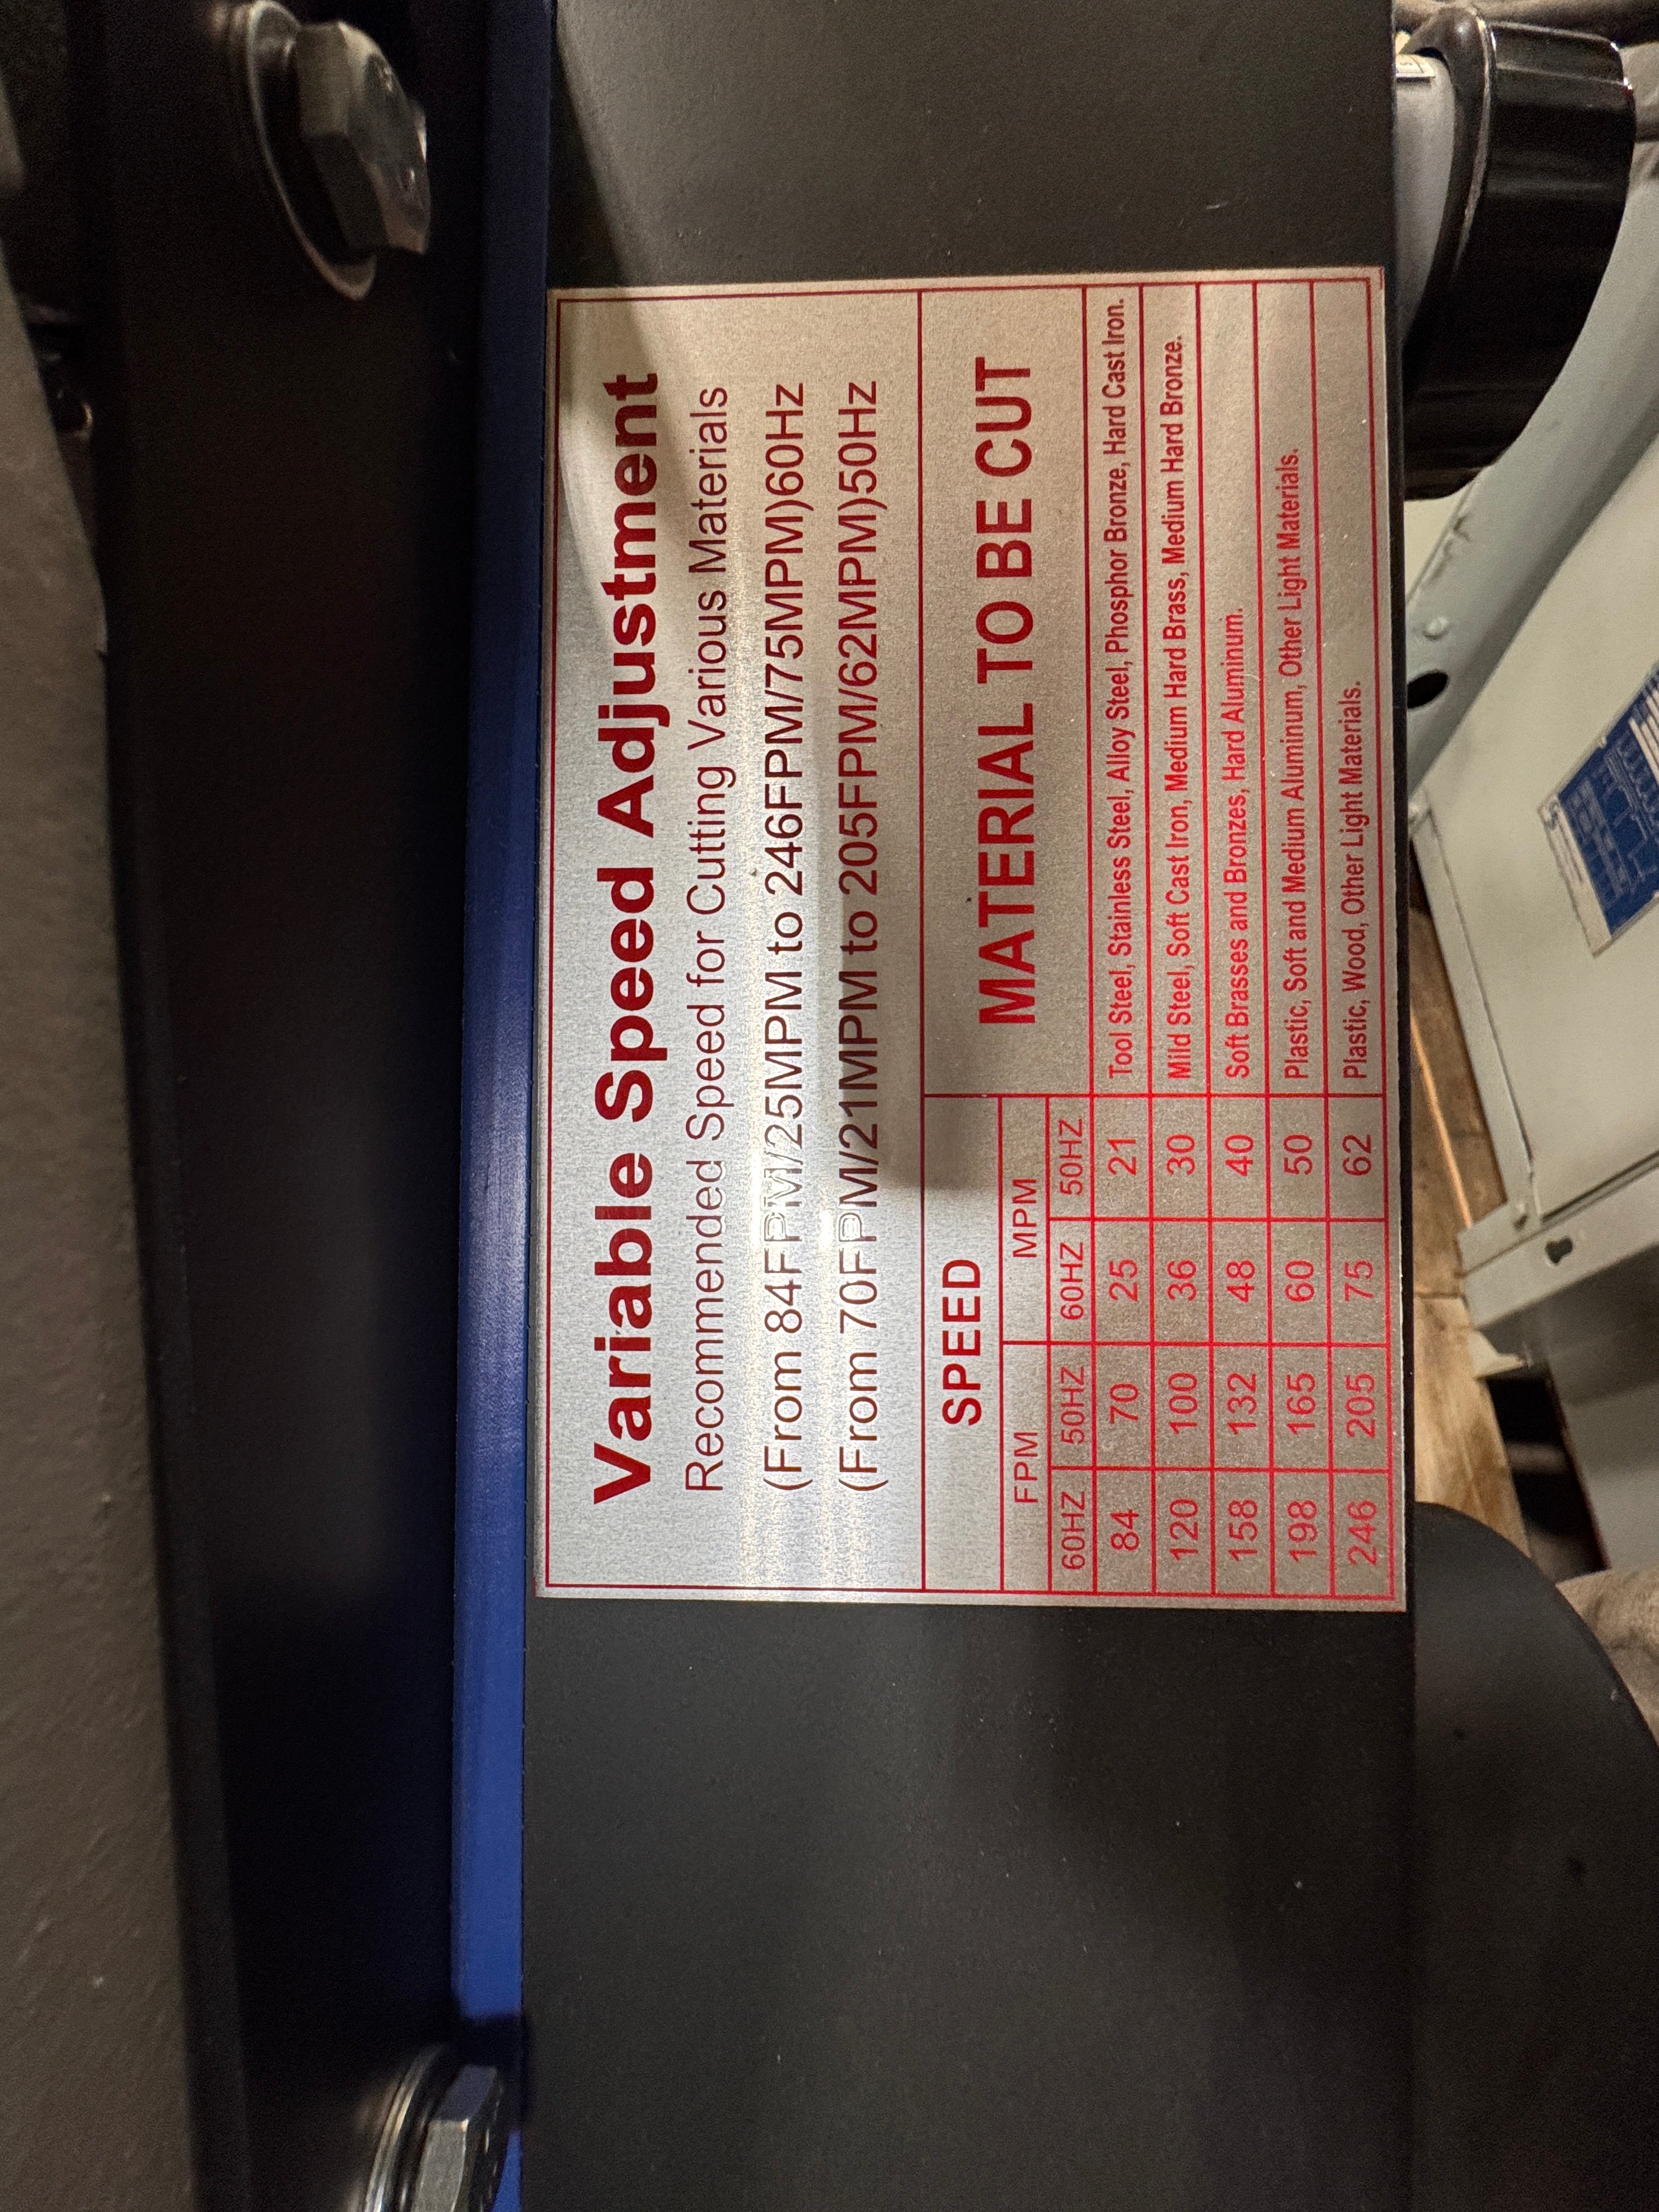 Variable Speed Adjustment
Recommended Speed for Cutting Various Materials
(From 84FPM/25MPM to 246FPM/75MPM)60Hz
(From 70FPM/21MPM to 205FPM/62MPM)50Hz
SPEED MATERIAL TO BE CUT
FPM MPM
60HZ 50HZ 60HZ 50HZ
84 70 25 21 Tool Steel, Stainless Steel, Alloy Steel, Phosphor Bronze, Hard Cast Iron.
120 100 36 30 Mild Steel, Soft Cast Iron, Medium Hard Brass, Medium Hard Bronze.
158 132 48 40 Soft Brasses and Bronzes, Hard Aluminum.
198 165 60 50 Plastic, Soft and Medium Aluminum, Other Light Materials.
246 205 75 62 Plastic, Wood, Other Light Materials.